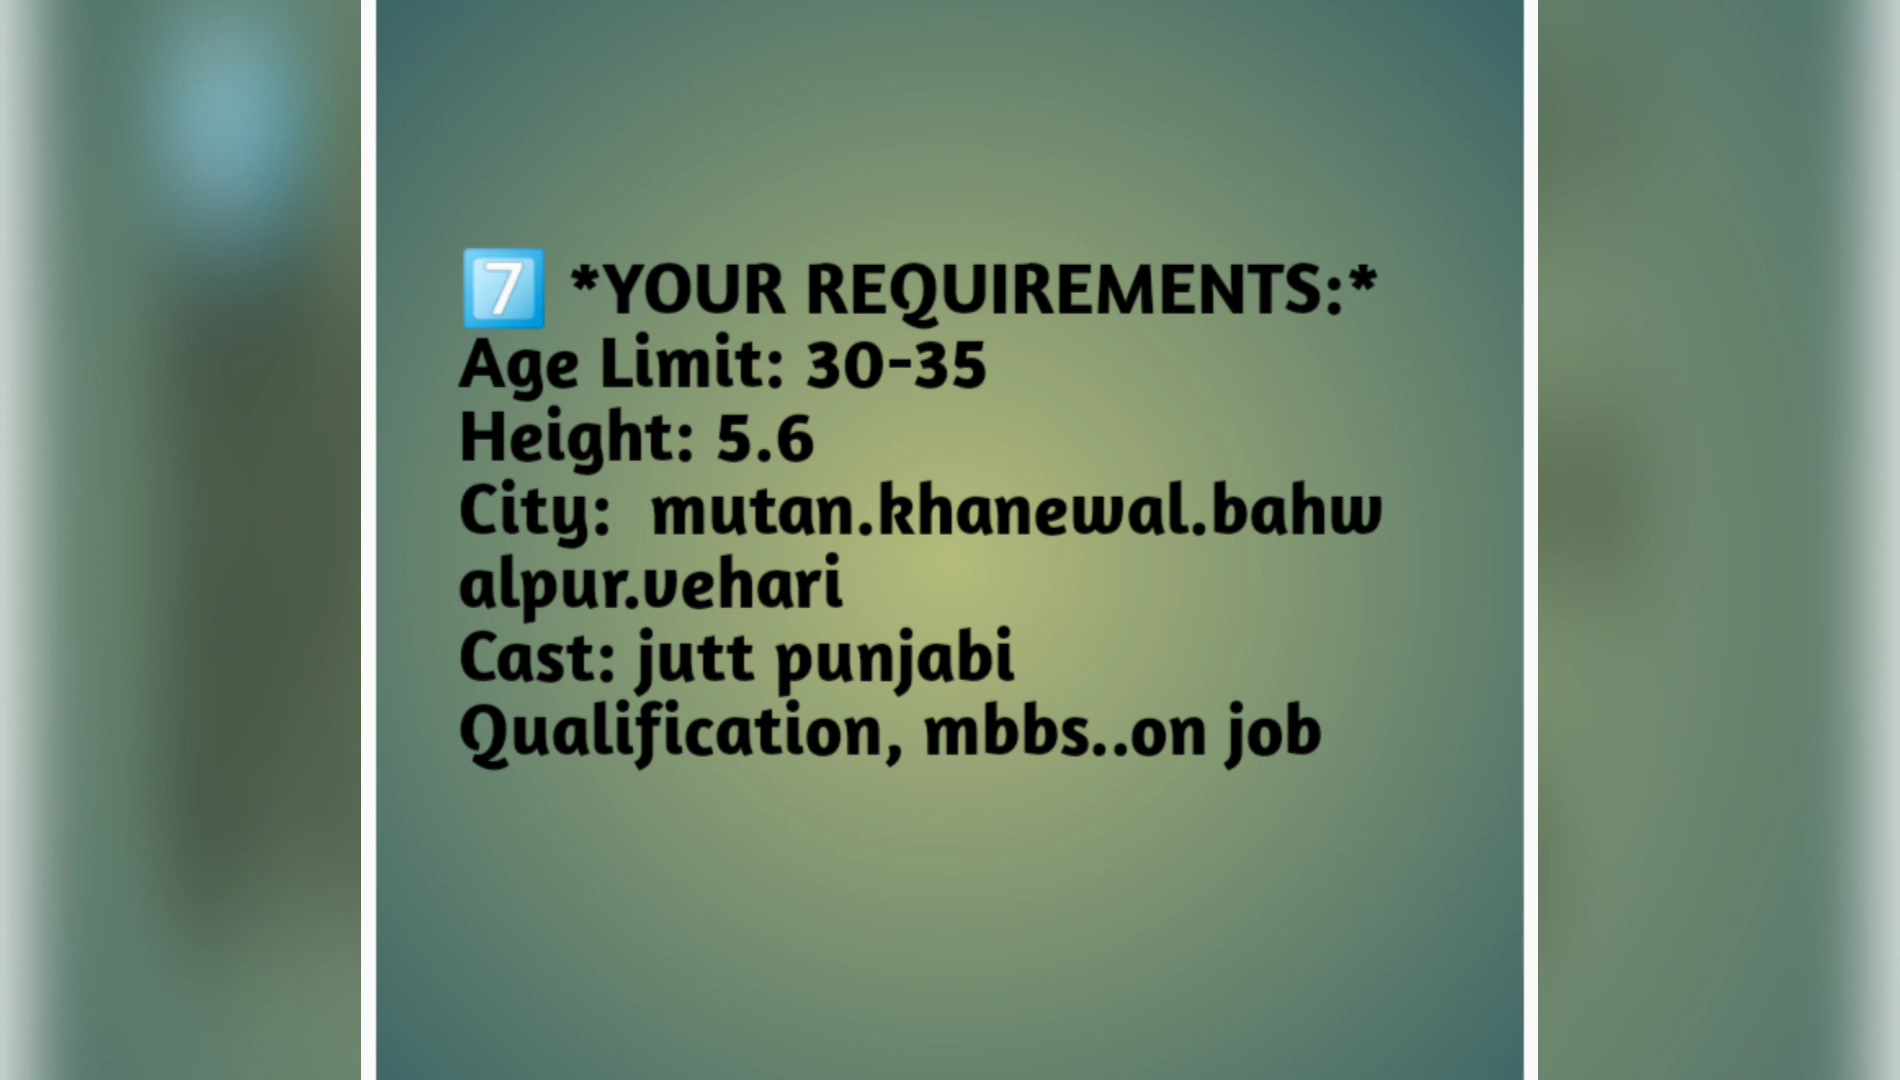 7️⃣ *YOUR REQUIREMENTS:*
Age Limit: 30-35
Height: 5.6
City:  mutan.khanewal.bahw
alpur.vehari
Cast: jutt punjabi
Qualification, mbbs..on job